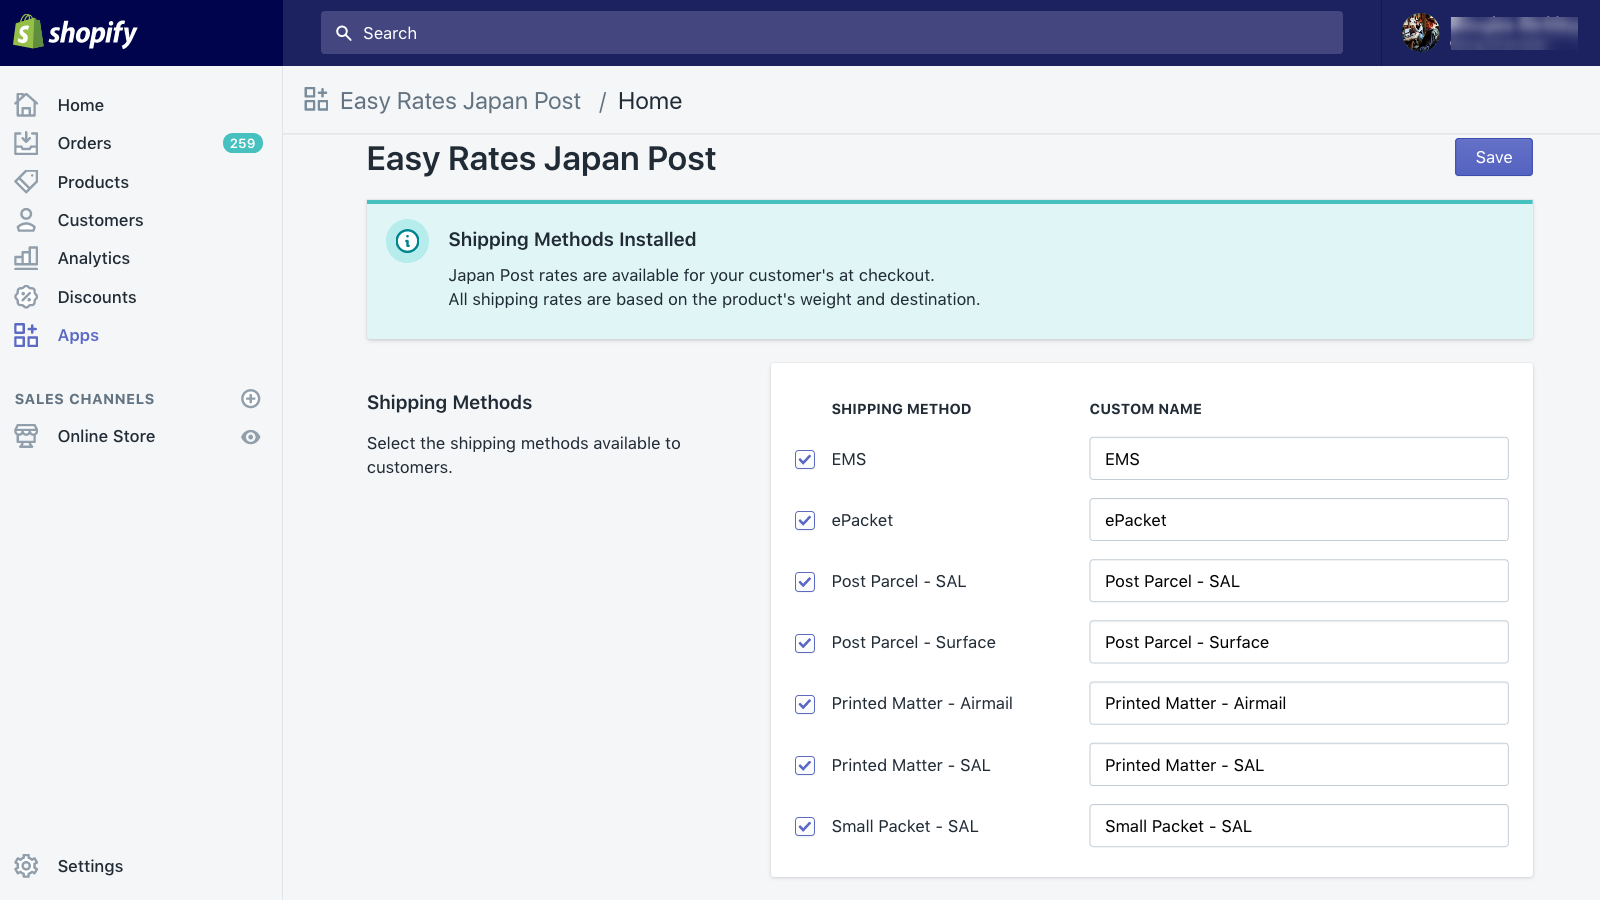 shopify
Search
Home
Orders
259
Products
Customers
Analytics
Discounts
Apps
SALES CHANNELS
Online Store
Settings
Easy Rates Japan Post / Home
Easy Rates Japan Post
Save
Shipping Methods Installed
Japan Post rates are available for your customer's at checkout.
All shipping rates are based on the product's weight and destination.
Shipping Methods
Select the shipping methods available to
customers.
SHIPPING METHOD CUSTOM NAME
EMS EMS
ePacket ePacket
Post Parcel - SAL Post Parcel - SAL
Post Parcel - Surface Post Parcel - Surface
Printed Matter - Airmail Printed Matter - Airmail
Printed Matter - SAL Printed Matter - SAL
Small Packet - SAL Small Packet - SAL